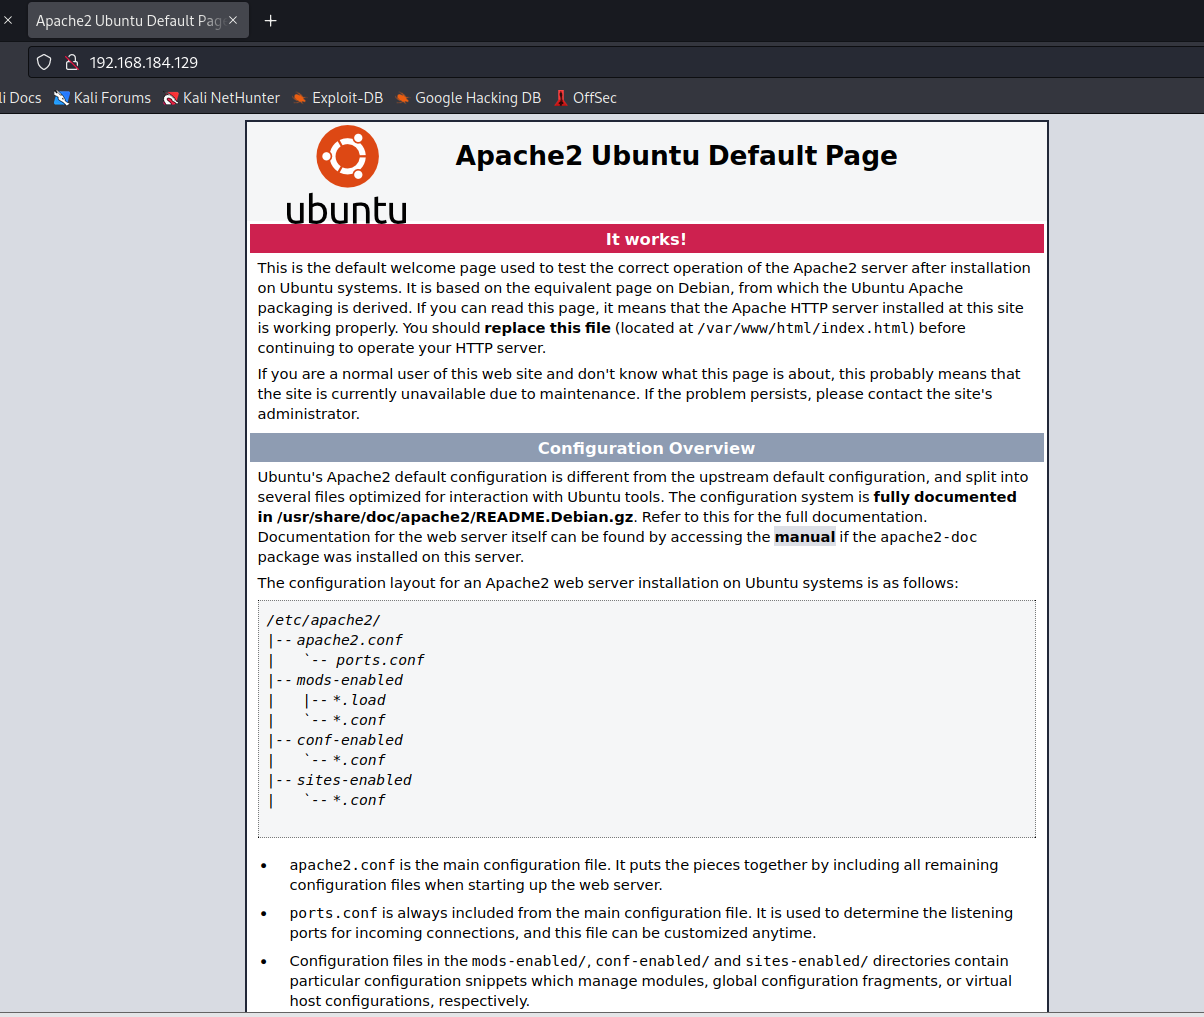 Apache2 Ubuntu Default Pag
192.168.184.129
li Docs Kali Forums Kali NetHunter Exploit-DB Google Hacking DB OffSec
ubuntu
Apache2 Ubuntu Default Page
It works!
This is the default welcome page used to test the correct operation of the Apache2 server after installation
on Ubuntu systems. It is based on the equivalent page on Debian, from which the Ubuntu Apache
packaging is derived. If you can read this page, it means that the Apache HTTP server installed at this site
is working properly. You should replace this file (located at /var/www/html/index.html) before
continuing to operate your HTTP server.
If you are a normal user of this web site and don't know what this page is about, this probably means that
the site is currently unavailable due to maintenance. If the problem persists, please contact the site's
administrator.
Configuration Overview
Ubuntu's Apache2 default configuration is different from the upstream default configuration, and split into
several files optimized for interaction with Ubuntu tools. The configuration system is fully documented
in /usr/share/doc/apache2/README.Debian.gz. Refer to this for the full documentation.
Documentation for the web server itself can be found by accessing the manual if the apache2-doc
package was installed on this server.
The configuration layout for an Apache2 web server installation on Ubuntu systems is as follows:
/etc/apache2/
|-- apache2.conf
|   `-- ports.conf
|-- mods-enabled
|   |-- *.load
|   `-- *.conf
|-- conf-enabled
|   `-- *.conf
|-- sites-enabled
|   `-- *.conf
• apache2.conf is the main configuration file. It puts the pieces together by including all remaining
configuration files when starting up the web server.
• ports.conf is always included from the main configuration file. It is used to determine the listening
ports for incoming connections, and this file can be customized anytime.
• Configuration files in the mods-enabled/, conf-enabled/ and sites-enabled/ directories contain
particular configuration snippets which manage modules, global configuration fragments, or virtual
host configurations, respectively.